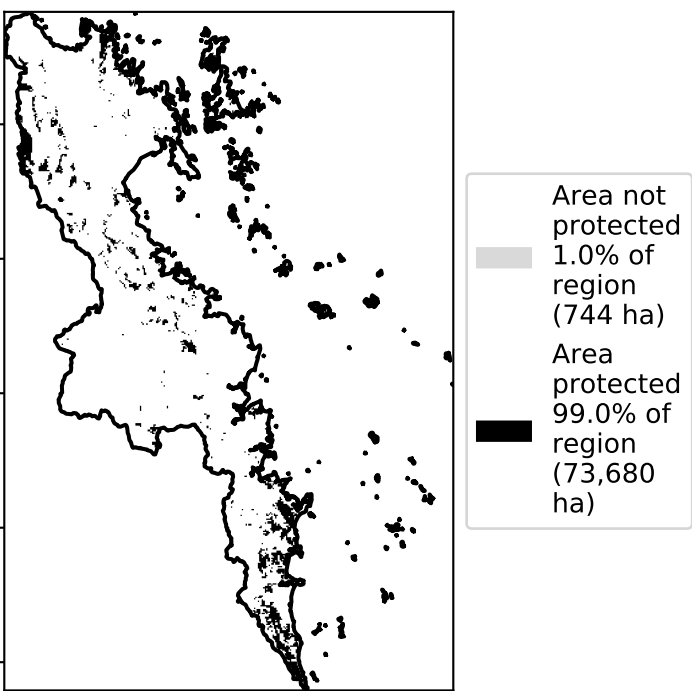 Area not
protected
1.0% of
region
(744 ha)
Area
protected
99.0% of
region
(73,680
ha)